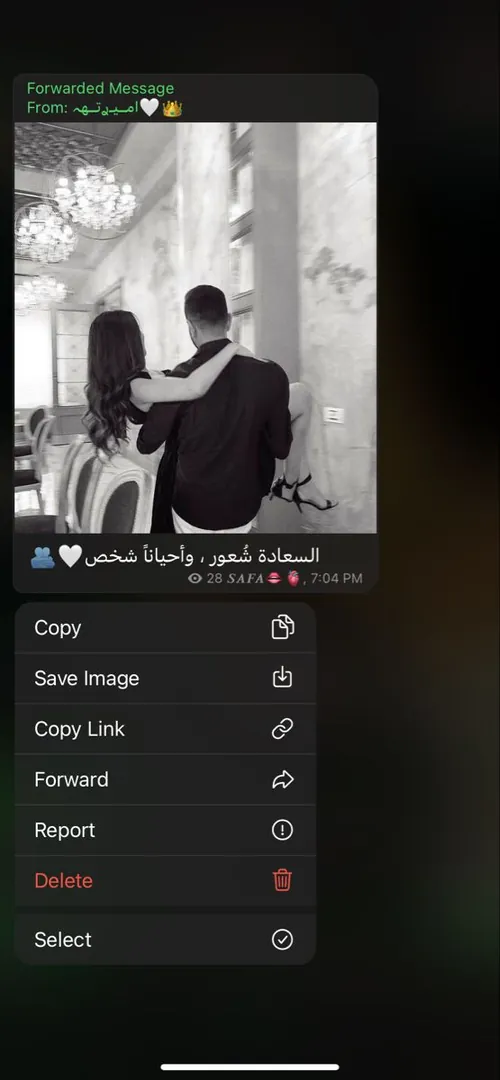 Forwarded Message
From: امـيـࢪتـهہ🤍👑
السعادة شُعور ، وأحياناً شخص🤍🫂
28 𝑺𝑨𝑭𝑨🫦🫀, 7:04 PM
Copy
Save Image
Copy Link
Forward
Report
Delete
Select